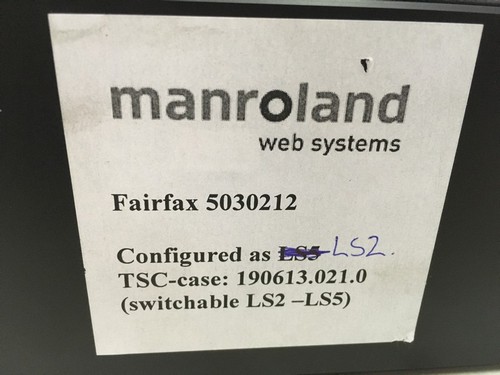 manroland
web systems
Fairfax 5030212
Configured as LS5 LS2.
TSC-case: 190613.021.0
(switchable LS2 –LS5)